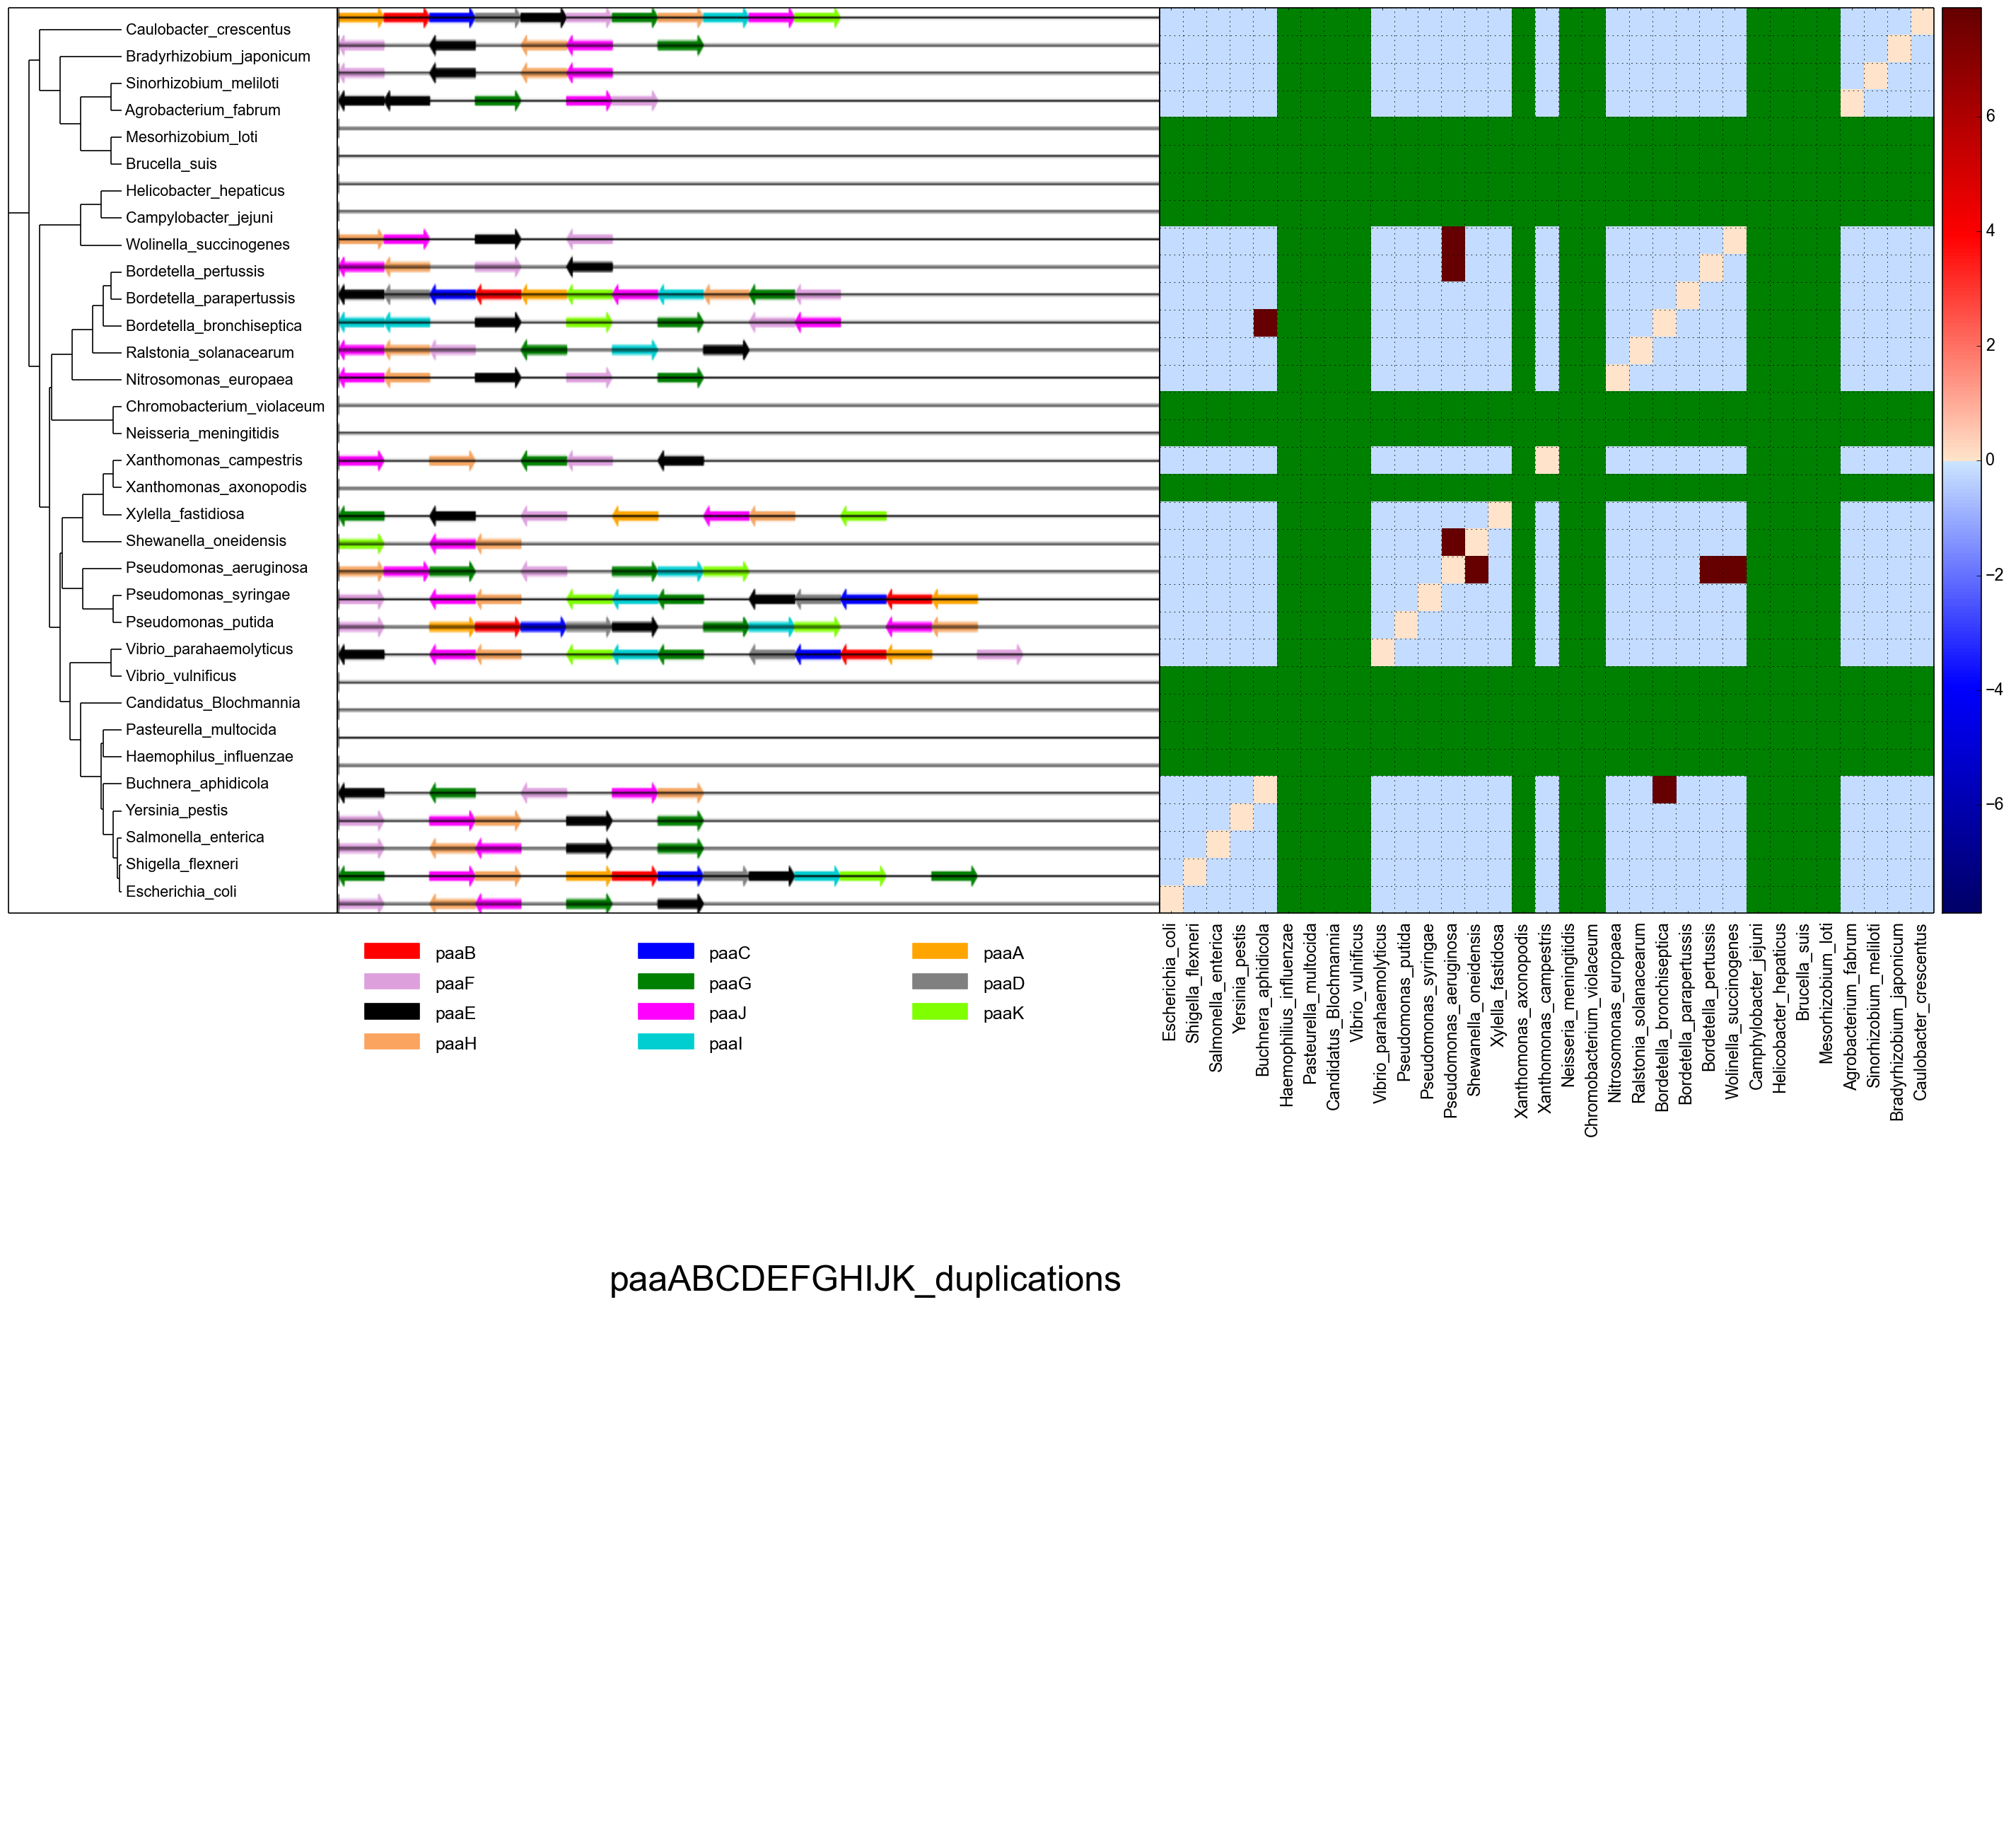 Caulobacter_crescentus
Bradyrhizobium_japonicum
Sinorhizobium_meliloti
Agrobacterium_fabrum
Mesorhizobium_loti
Brucella_suis
Helicobacter_hepaticus
Campylobacter_jejuni
Wolinella_succinogenes
Bordetella_pertussis
Bordetella_parapertussis
Bordetella_bronchiseptica
Ralstonia_solanacearum
Nitrosomonas_europaea
Chromobacterium_violaceum
Neisseria_meningitidis
Xanthomonas_campestris
Xanthomonas_axonopodis
Xylella_fastidiosa
Shewanella_oneidensis
Pseudomonas_aeruginosa
Pseudomonas_syringae
Pseudomonas_putida
Vibrio_parahaemolyticus
Vibrio_vulnificus
Candidatus_Blochmannia
Pasteurella_multocida
Haemophilus_influenzae
Buchnera_aphidicola
Yersinia_pestis
Salmonella_enterica
Shigella_flexneri
Escherichia_coli
6
4
2
0
−2
−4
−6
paaB paaC paaA
paaF paaG paaD
paaE paaJ paaK
paaH paaI
Escherichia_coli
Shigella_flexneri
Salmonella_enterica
Yersinia_pestis
Buchnera_aphidicola
Haemophilus_influenzae
Pasteurella_multocida
Candidatus_Blochmannia
Vibrio_vulnificus
Vibrio_parahaemolyticus
Pseudomonas_putida
Pseudomonas_syringae
Pseudomonas_aeruginosa
Shewanella_oneidensis
Xylella_fastidiosa
Xanthomonas_axonopodis
Xanthomonas_campestris
Neisseria_meningitidis
Chromobacterium_violaceum
Nitrosomonas_europaea
Ralstonia_solanacearum
Bordetella_bronchiseptica
Bordetella_parapertussis
Bordetella_pertussis
Wolinella_succinogenes
Camphylobacter_jejuni
Helicobacter_hepaticus
Brucella_suis
Mesorhizobium_loti
Agrobacterium_fabrum
Sinorhizobium_meliloti
Bradyrhizobium_japonicum
Caulobacter_crescentus
paaABCDEFGHIJK_duplications